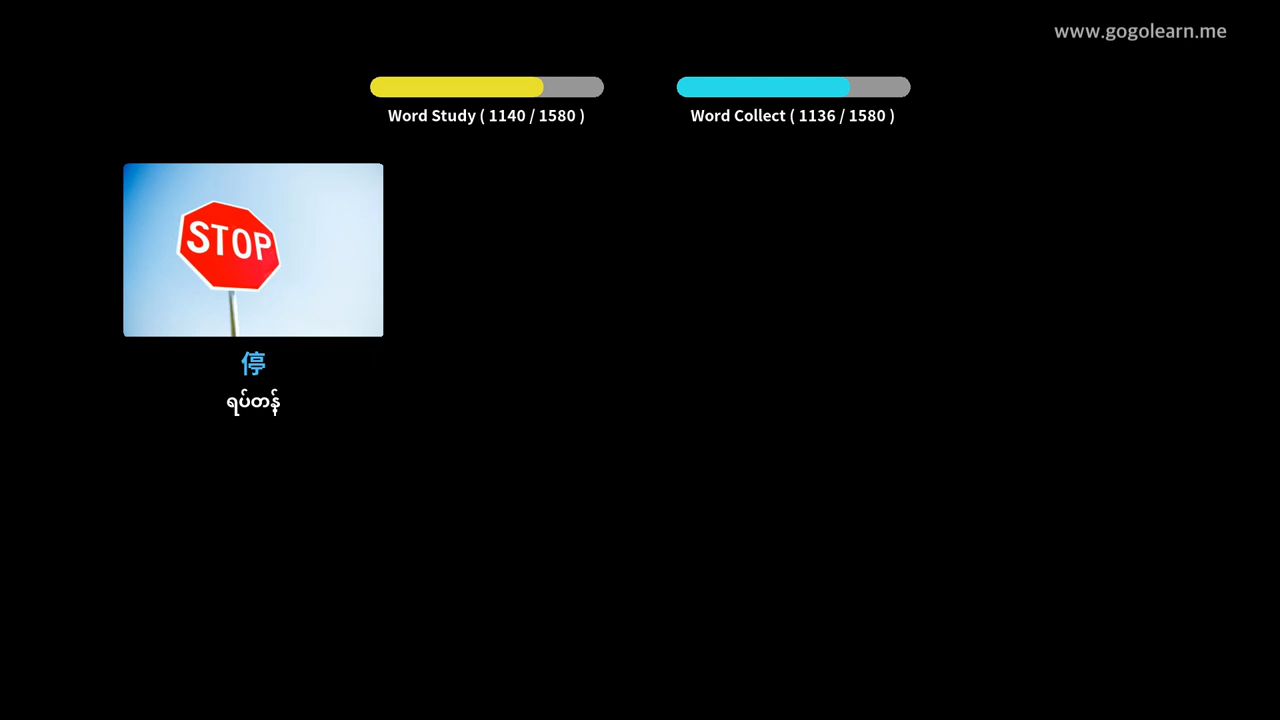 www.gogolearn.me
Word Study ( 1140 / 1580 )
Word Collect ( 1136 / 1580 )
STOP
停
ရပ်တန့်